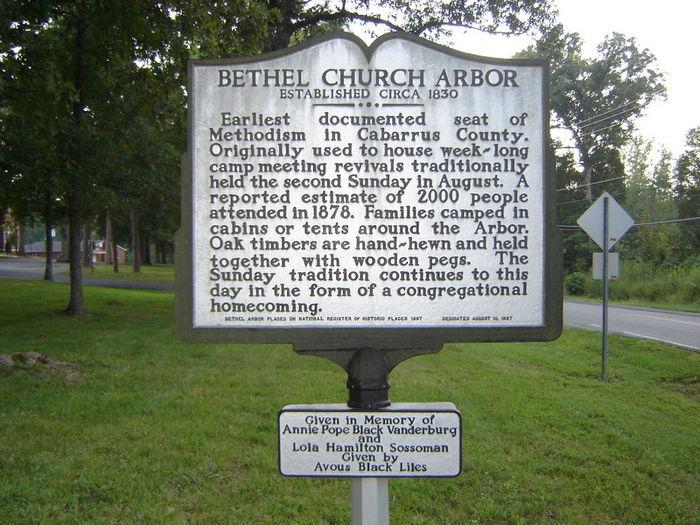 BETHEL CHURCH ARBOR
ESTABLISHED CIRCA 1830
Earliest documented seat of
Methodism in Cabarrus County.
Originally used to house week-long
camp meeting revivals traditionally
held the second Sunday in August. A
reported estimate of 2000 people
attended in 1878. Families camped in
cabins or tents around the Arbor.
Oak timbers are hand-hewn and held
together with wooden pegs. The
Sunday tradition continues to this
day in the form of a congregational
homecoming.
BETHEL ARBOR PLACED ON NATIONAL REGISTER OF HISTORIC PLACES 1997 DEDICATED AUGUST 10, 1997
Given in Memory of
Annie Pope Black Vanderburg
and
Lola Hamilton Sossoman
Given by
Avous Black Liles